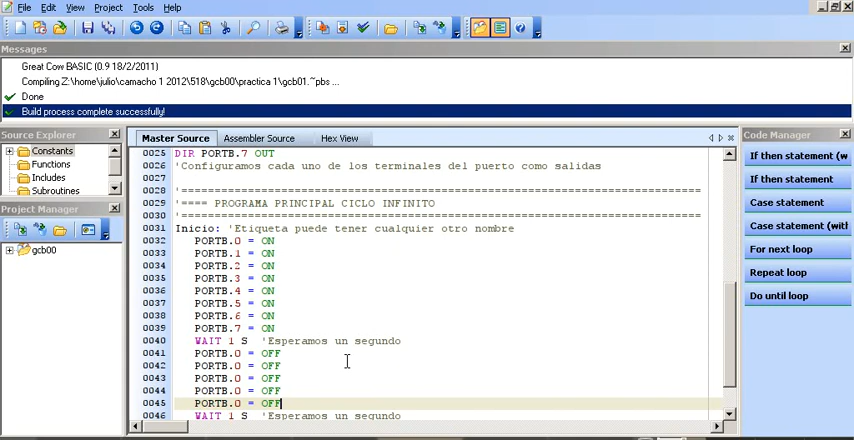 File Edit View Project Tools Help
Messages
Great Cow BASIC (0.9 18/2/2011)
Compiling Z:\home\julio\camacho 1 2012\518\gcb00\practica 1\gcb01.~pbs ...
Done
Build process complete successfully!
Source Explorer
Constants
Functions
Includes
Subroutines
Project Manager
gcb00
Master Source Assembler Source Hex View
0025 DIR PORTB.7 OUT
0026 'Configuramos cada uno de los terminales del puerto como salidas
0027
0028 '==============================================================
0029 '==== PROGRAMA PRINCIPAL CICLO INFINITO
0030 '==============================================================
0031 Inicio: 'Etiqueta puede tener cualquier otro nombre
0032 PORTB.0 = ON
0033 PORTB.1 = ON
0034 PORTB.2 = ON
0035 PORTB.3 = ON
0036 PORTB.4 = ON
0037 PORTB.5 = ON
0038 PORTB.6 = ON
0039 PORTB.7 = ON
0040 WAIT 1 S 'Esperamos un segundo
0041 PORTB.0 = OFF
0042 PORTB.0 = OFF
0043 PORTB.0 = OFF
0044 PORTB.0 = OFF
0045 PORTB.0 = OFF
0046 WAIT 1 S 'Esperamos un segundo
Code Manager
If then statement (w
If then statement
Case statement
Case statement (with
For next loop
Repeat loop
Do until loop